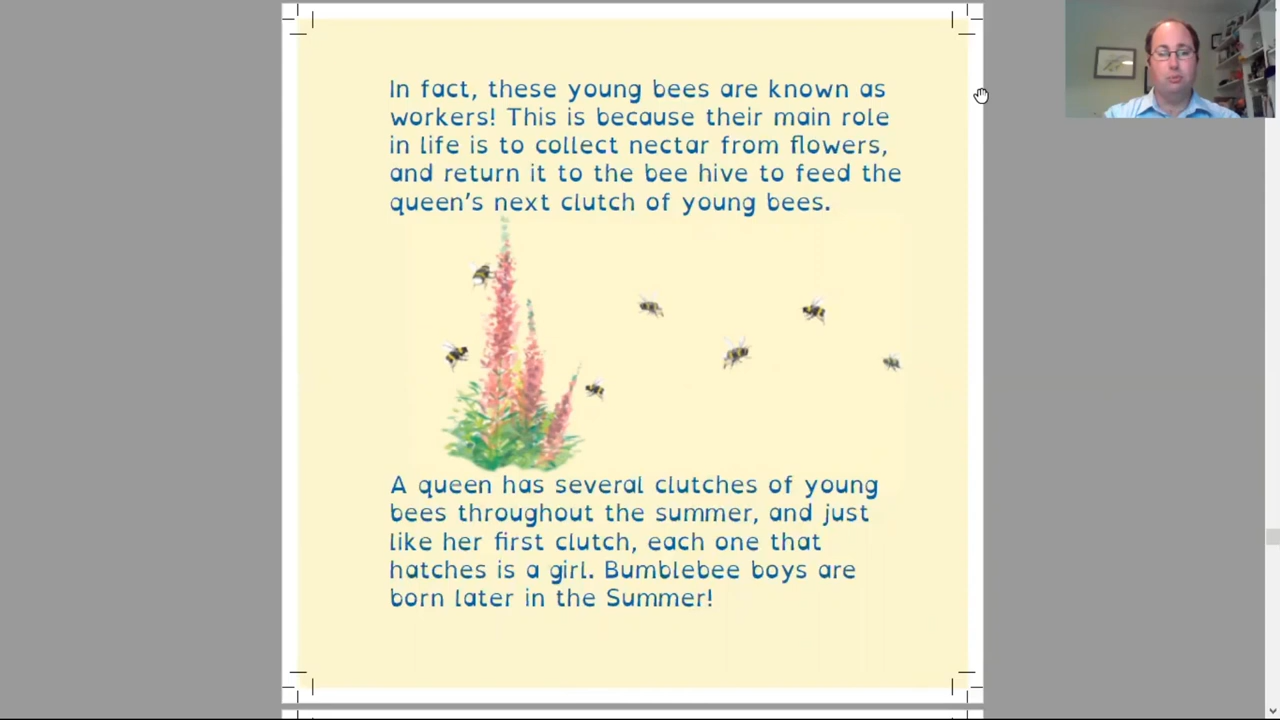 In fact, these young bees are known as
workers! This is because their main role
in life is to collect nectar from flowers,
and return it to the bee hive to feed the
queen's next clutch of young bees.
A queen has several clutches of young
bees throughout the summer, and just
like her first clutch, each one that
hatches is a girl. Bumblebee boys are
born later in the Summer!